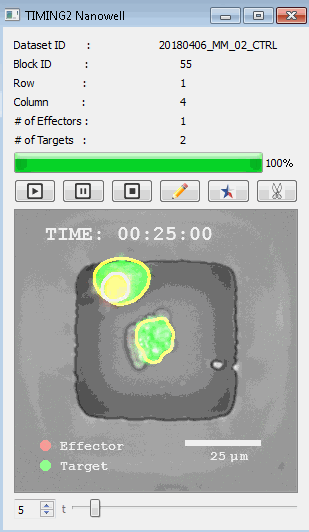 TIMING2 Nanowell
Dataset ID : 20180406_MM_02_CTRL
Block ID : 55
Row : 1
Column : 4
# of Effectors : 1
# of Targets : 2
100%
TIME: 00:25:00
Effector
Target
25 μm
5 t